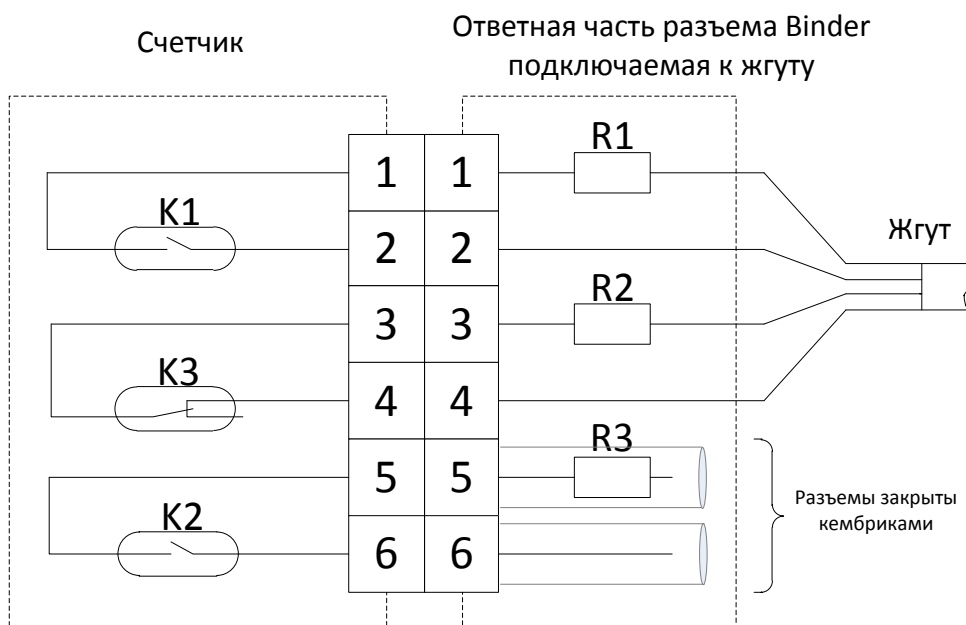 Счетчик
Ответная часть разъема Binder
подключаемая к жгуту
R1
1 1
K1
2 2
Жгут
R2
3 3
K3
4 4
R3
5 5
Разъемы закрыты
кембриками
K2
6 6